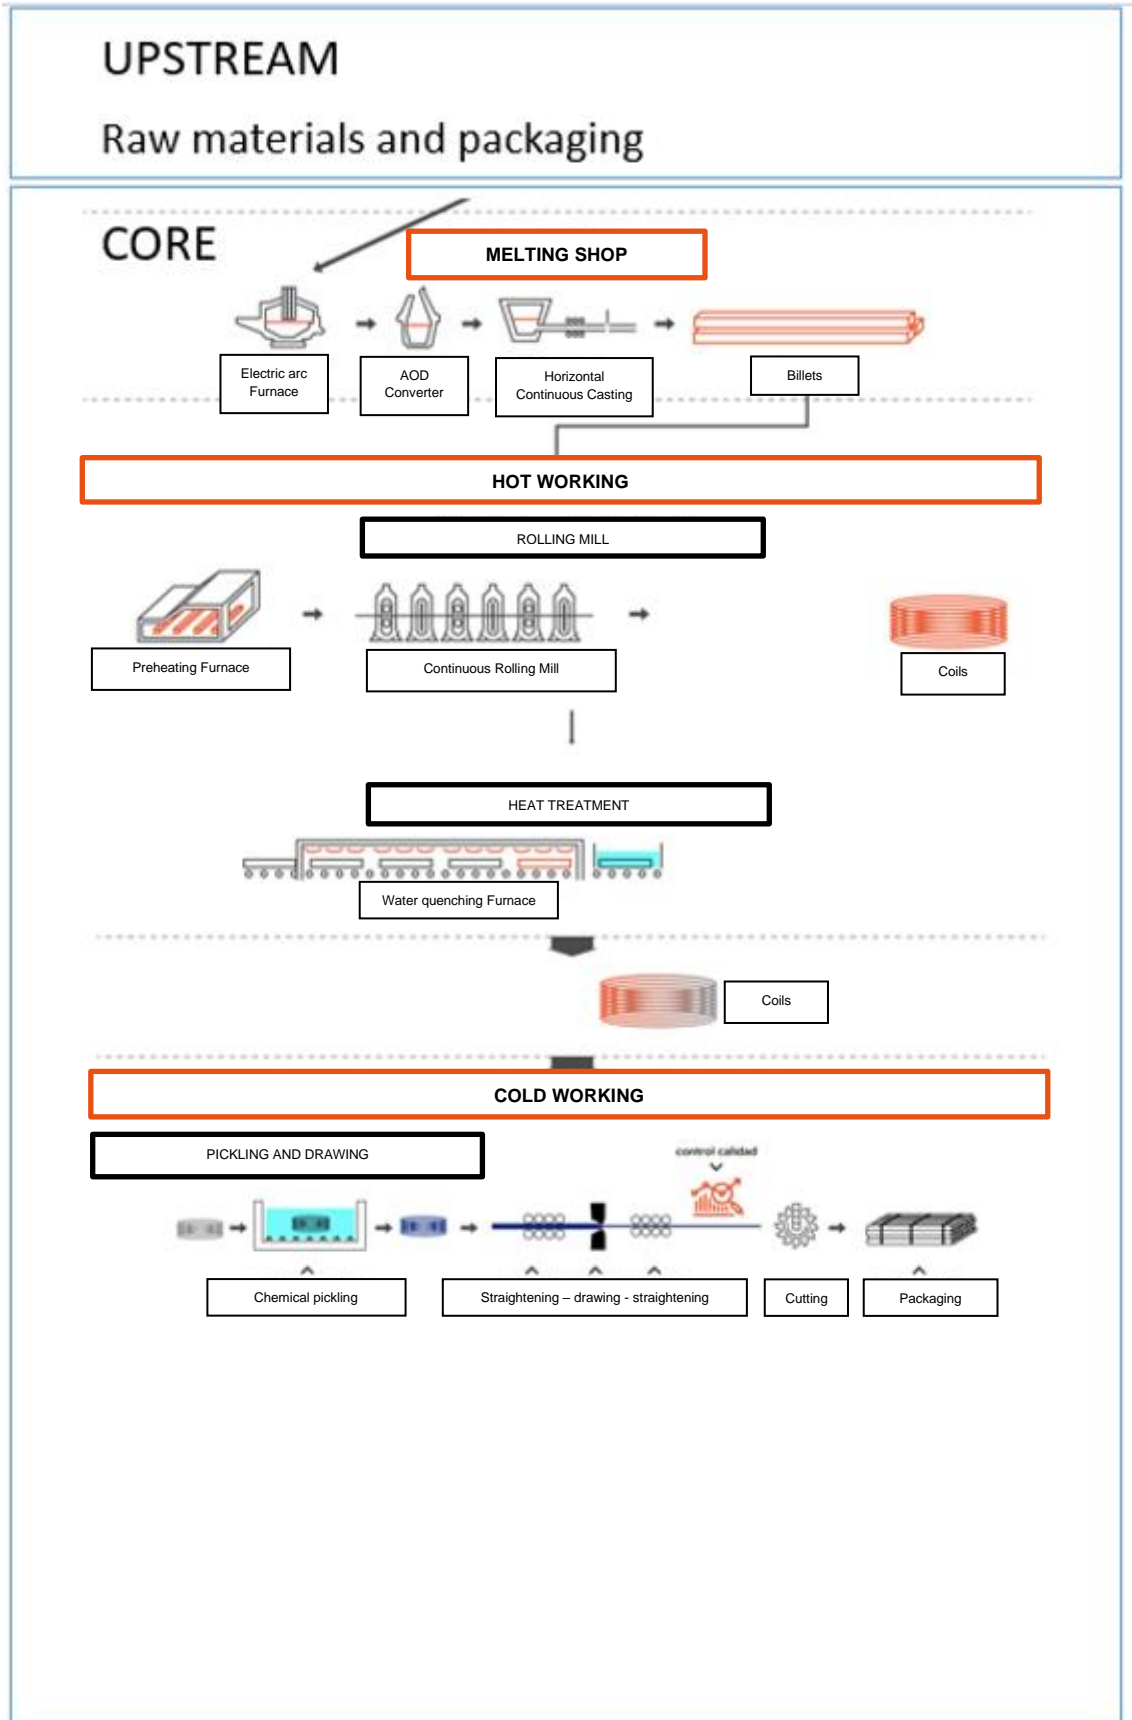 UPSTREAM
Raw materials and packaging
CORE
MELTING SHOP
Electric arc
Furnace
AOD
Converter
Horizontal
Continuous Casting
Billets
HOT WORKING
ROLLING MILL
Preheating Furnace
Continuous Rolling Mill
Coils
HEAT TREATMENT
Water quenching Furnace
Coils
COLD WORKING
PICKLING AND DRAWING
control calidad
Chemical pickling
Straightening – drawing - straightening
Cutting
Packaging